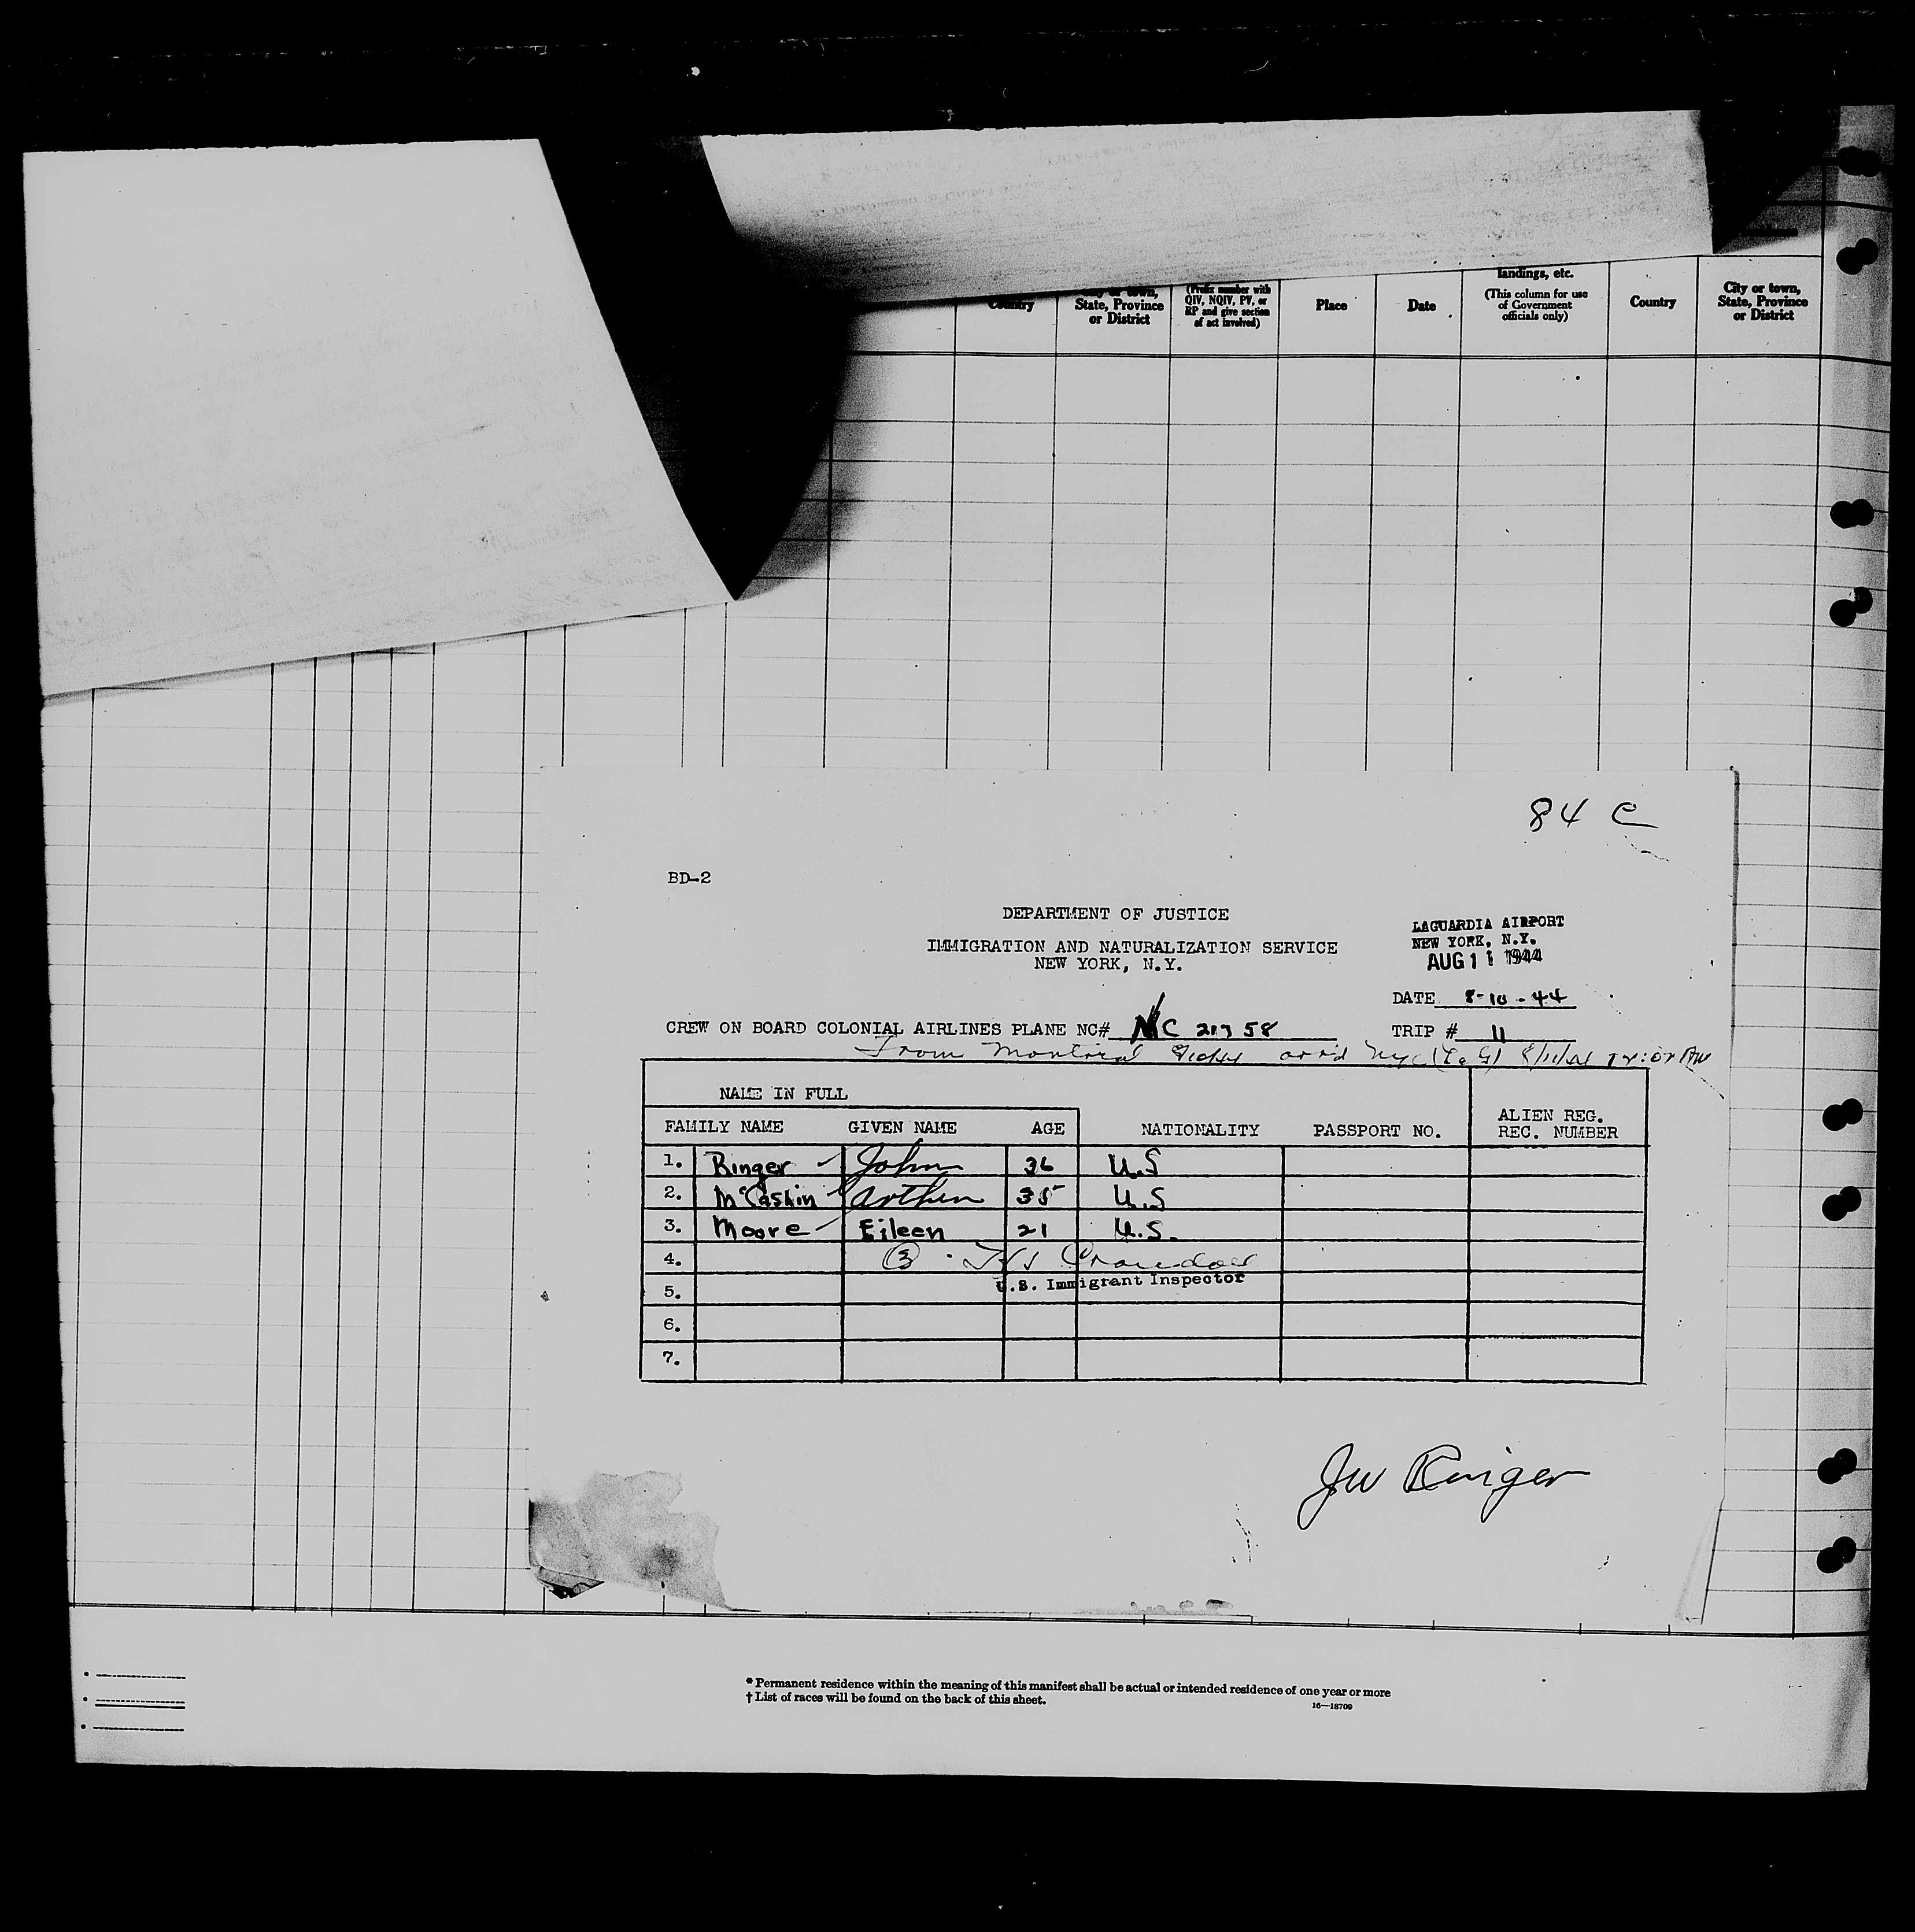 landings, etc.
Country
State, Province
or District
(Prefix number with
QIV, NQIV, PV, or
RP and give section
of act involved)
Place
Date
(This column for use
of Government
officials only)
Country
City or town,
State, Province
or District
84 C
BD-2
DEPARTMENT OF JUSTICE
IMMIGRATION AND NATURALIZATION SERVICE
NEW YORK, N.Y.
LAGUARDIA AIRPORT
NEW YORK, N.Y.
AUG 11 1944
DATE 8-10-44
CREW ON BOARD COLONIAL AIRLINES PLANE NC# NC 21758
TRIP # 11
From Montreal arr'd NYC (LaG)
NAME IN FULL
FAMILY NAME GIVEN NAME AGE NATIONALITY PASSPORT NO. ALIEN REG. REC. NUMBER
1. Ringer John 36 U.S
2. McCaskin Arthur 35 U.S
3. Moore Eileen 21 U.S.
4. 3
U.S. Immigrant Inspector
5.
6.
7.
JW Ringer
* Permanent residence within the meaning of this manifest shall be actual or intended residence of one year or more
† List of races will be found on the back of this sheet.
16—18709